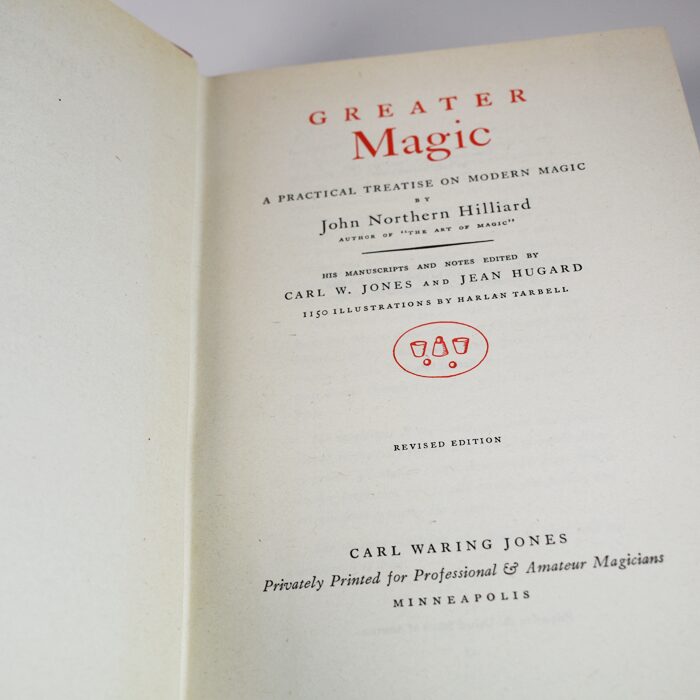 GREATER
Magic
A PRACTICAL TREATISE ON MODERN MAGIC
BY
John Northern Hilliard
AUTHOR OF "THE ART OF MAGIC"
HIS MANUSCRIPTS AND NOTES EDITED BY
CARL W. JONES AND JEAN HUGARD
1150 ILLUSTRATIONS BY HARLAN TARBELL
REVISED EDITION
CARL WARING JONES
Privately Printed for Professional & Amateur Magicians
MINNEAPOLIS